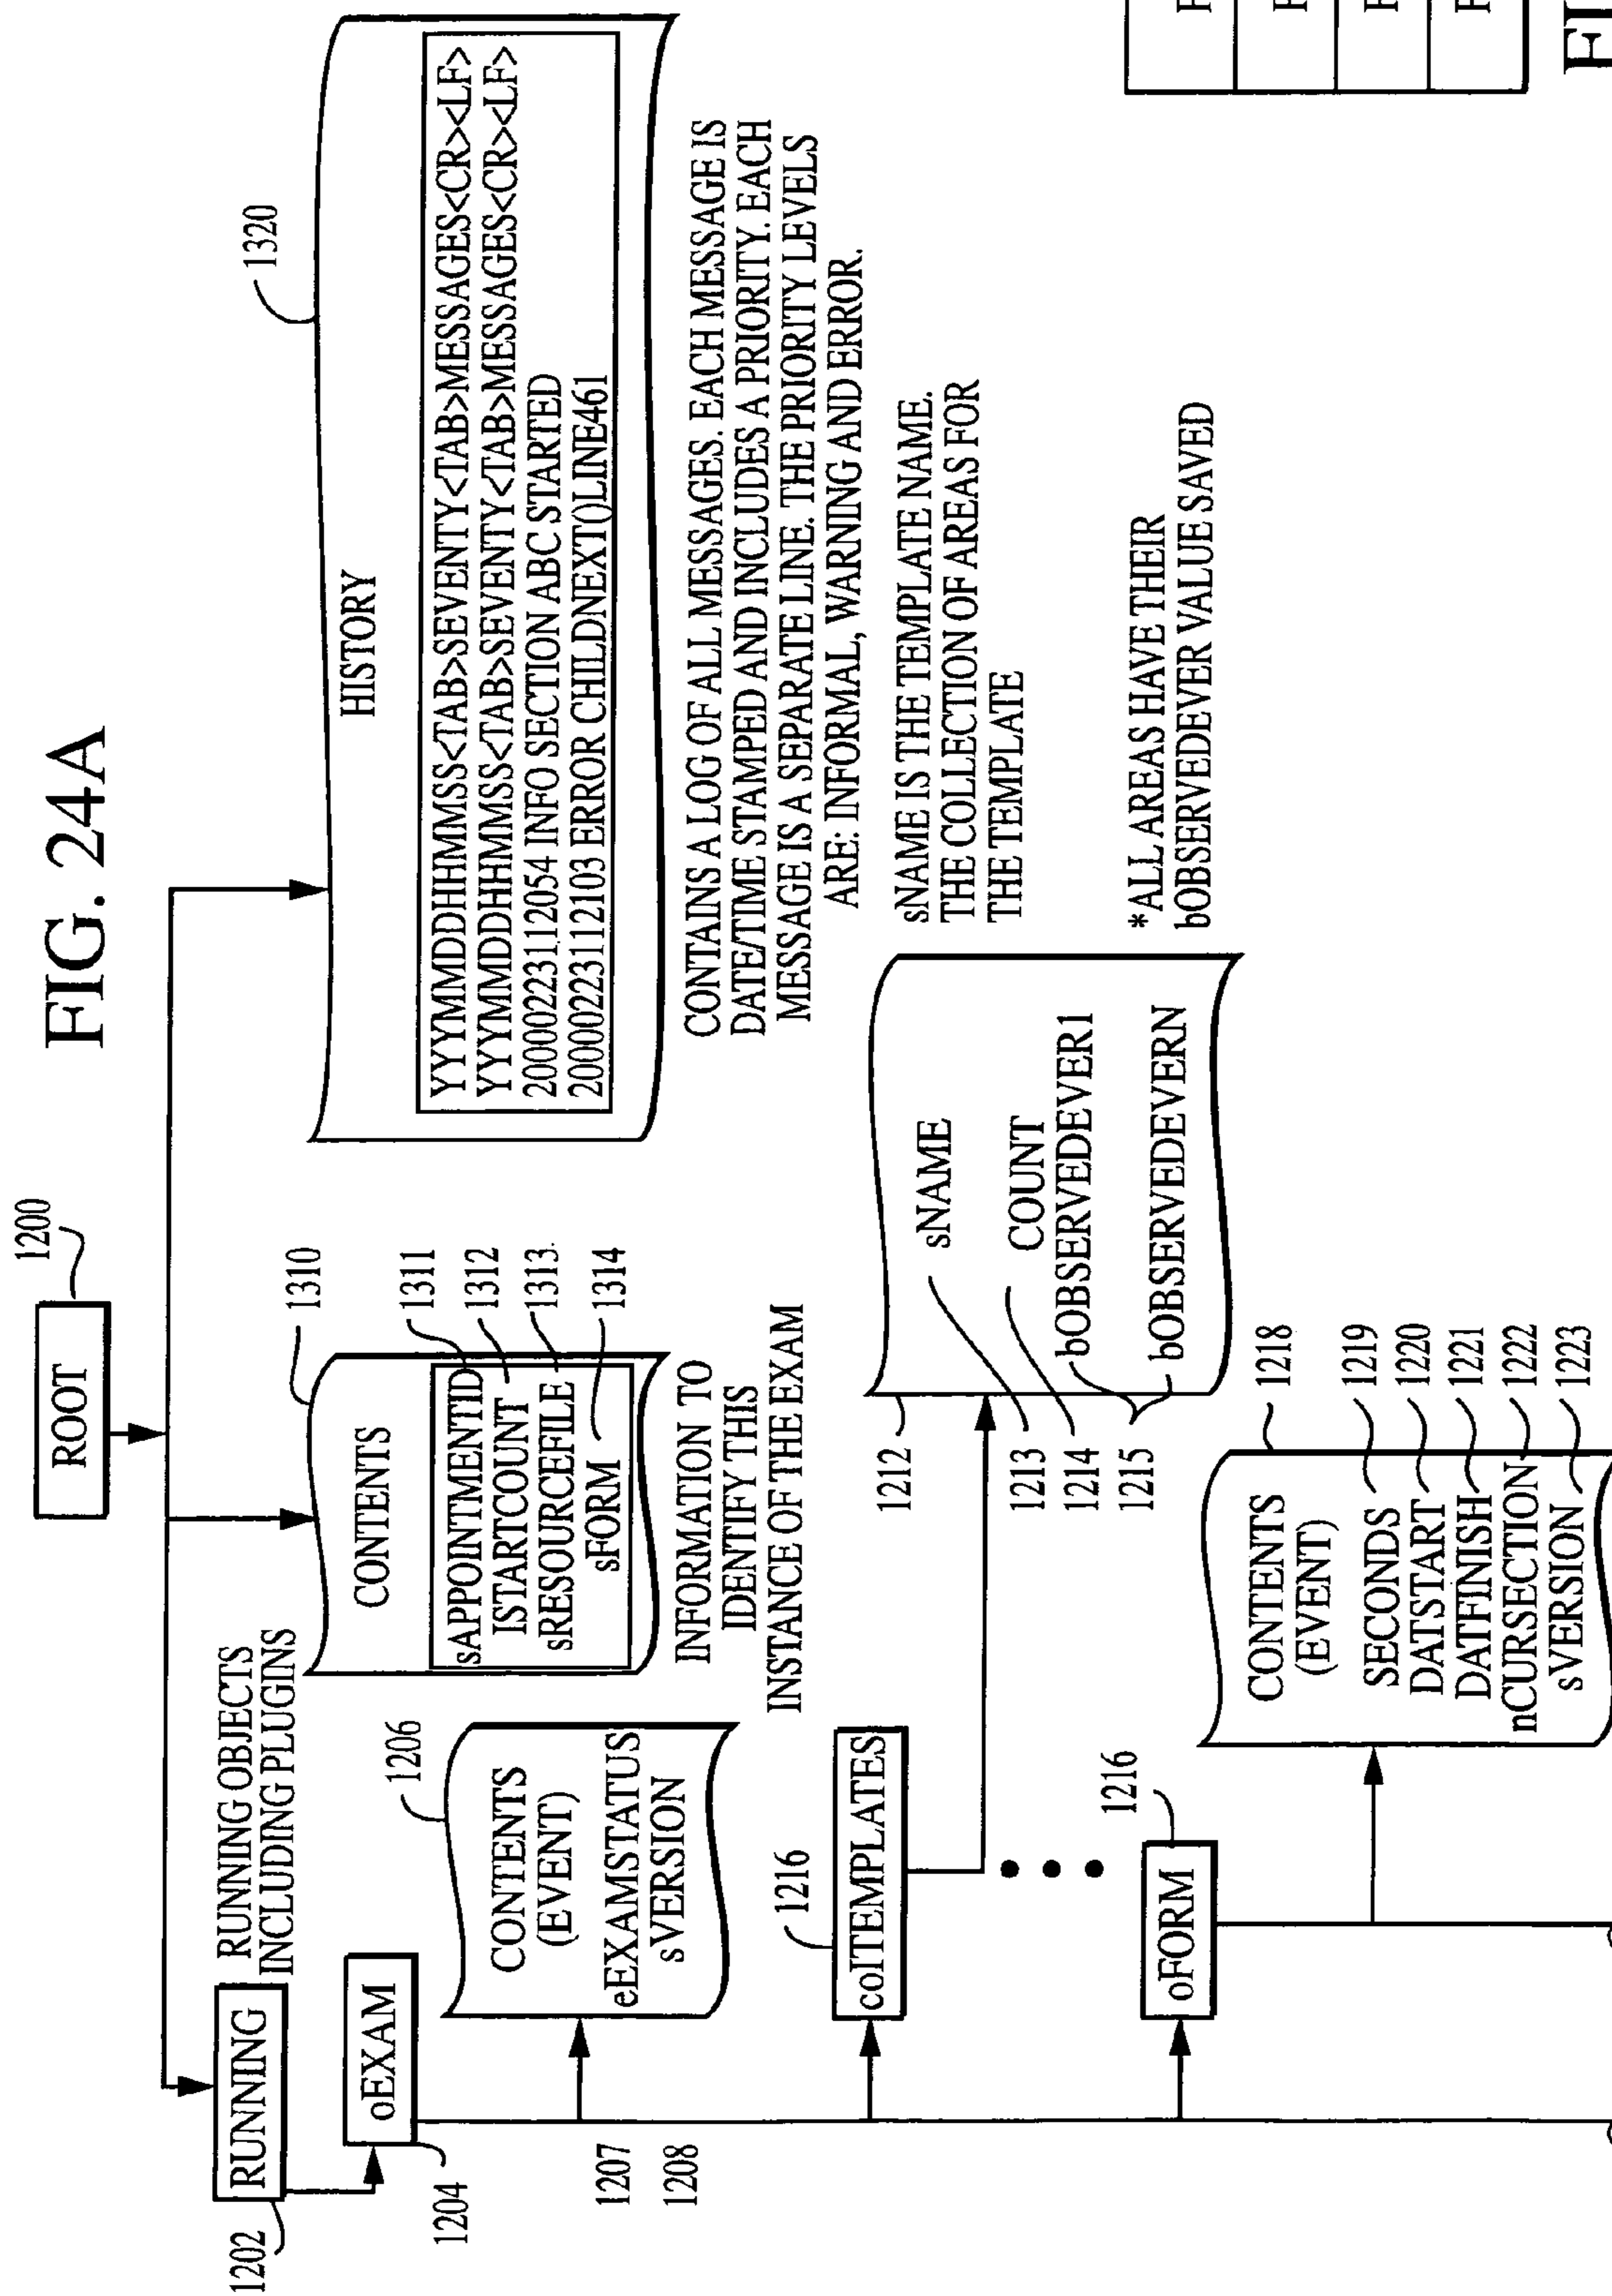 FIG. 24A
1200
ROOT
RUNNING OBJECTS
INCLUDING PLUGINS
RUNNING
1202
oEXAM
1204
1206
CONTENTS
(EVENT)
eEXAMSTATUS
sVERSION
1207
1208
1310
CONTENTS
sAPPOINTMENTID
ISTARTCOUNT
sRESOURCEFILE
sFORM
1311
1312
1313
1314
INFORMATION TO
IDENTIFY THIS
INSTANCE OF THE EXAM
1320
HISTORY
YYYYMMDDHHMMSS<TAB>SEVENTY<TAB>MESSAGES<CR><LF>
YYYYMMDDHHMMSS<TAB>SEVENTY<TAB>MESSAGES<CR><LF>
20000223112054 INFO SECTION ABC STARTED
20000223112103 ERROR CHILDNEXT()LINE461
CONTAINS A LOG OF ALL MESSAGES. EACH MESSAGE IS
DATE/TIME STAMPED AND INCLUDES A PRIORITY. EACH
MESSAGE IS A SEPARATE LINE. THE PRIORITY LEVELS
ARE: INFORMAL, WARNING AND ERROR.
1216
colTEMPLATES
1212
1213
1214
1215
sNAME
COUNT
bOBSERVEDEVER1
bOBSERVEDEVERN
sNAME IS THE TEMPLATE NAME.
THE COLLECTION OF AREAS FOR
THE TEMPLATE
*ALL AREAS HAVE THEIR
bOBSERVEDEVER VALUE SAVED
1216
oFORM
1218
CONTENTS
(EVENT)
SECONDS
DATSTART
DATFINISH
nCURSECTION
sVERSION
1219
1220
1221
1222
1223